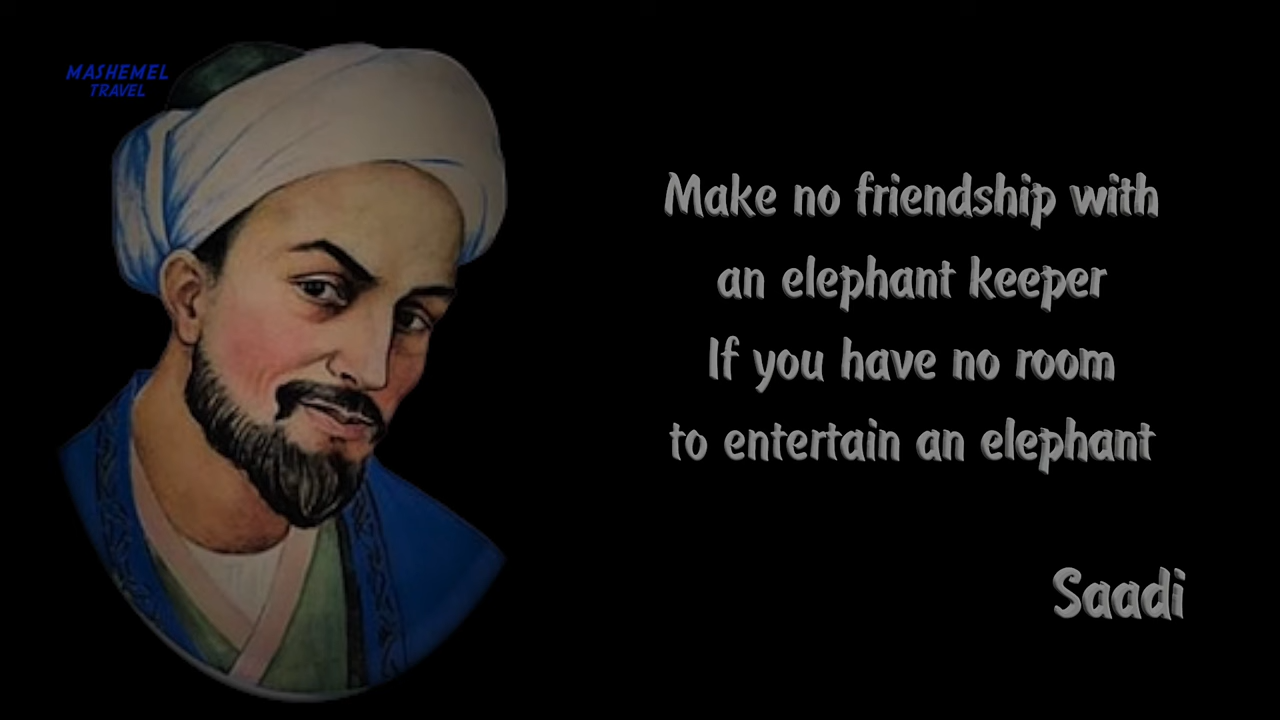 MASHEMEL
TRAVEL
Make no friendship with
an elephant keeper
If you have no room
to entertain an elephant
Saadi